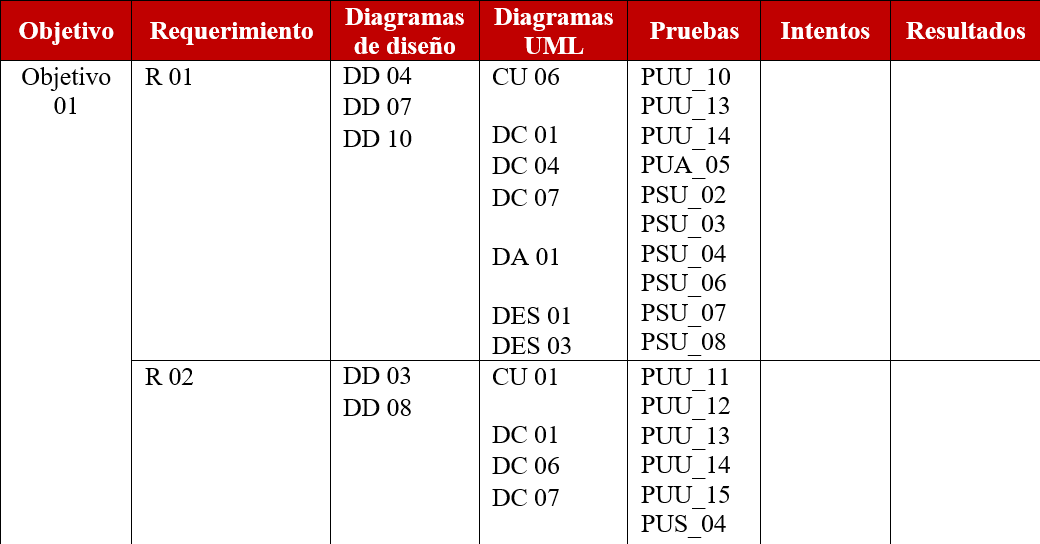 Objetivo
Requerimiento
Diagramas
de diseño
Diagramas
UML
Pruebas
Intentos
Resultados
Objetivo
01
R 01
DD 04
DD 07
DD 10
CU 06
DC 01
DC 04
DC 07
DA 01
DES 01
DES 03
PUU_10
PUU_13
PUU_14
PUA_05
PSU_02
PSU_03
PSU_04
PSU_06
PSU_07
PSU_08
R 02
DD 03
DD 08
CU 01
DC 01
DC 06
DC 07
PUU_11
PUU_12
PUU_13
PUU_14
PUU_15
PUS_04